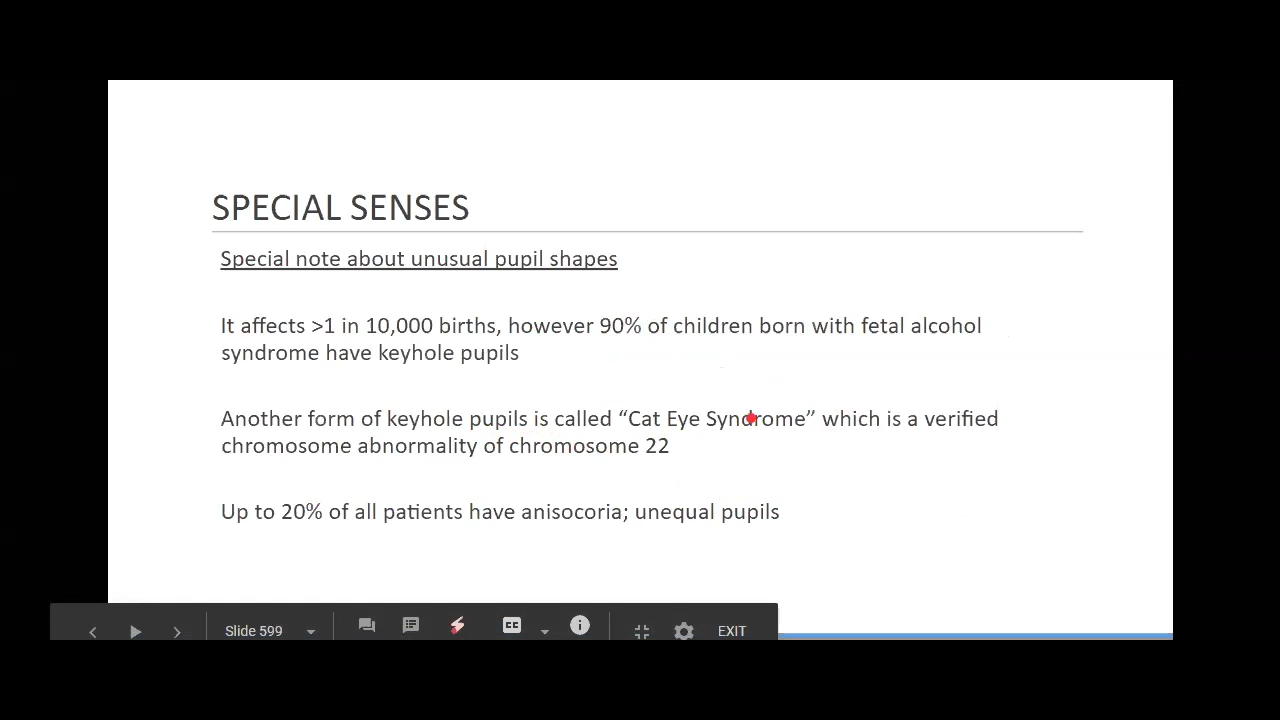 SPECIAL SENSES
Special note about unusual pupil shapes
It affects >1 in 10,000 births, however 90% of children born with fetal alcohol
syndrome have keyhole pupils
Another form of keyhole pupils is called “Cat Eye Syndrome” which is a verified
chromosome abnormality of chromosome 22
Up to 20% of all patients have anisocoria; unequal pupils
Slide 599
CC
EXIT